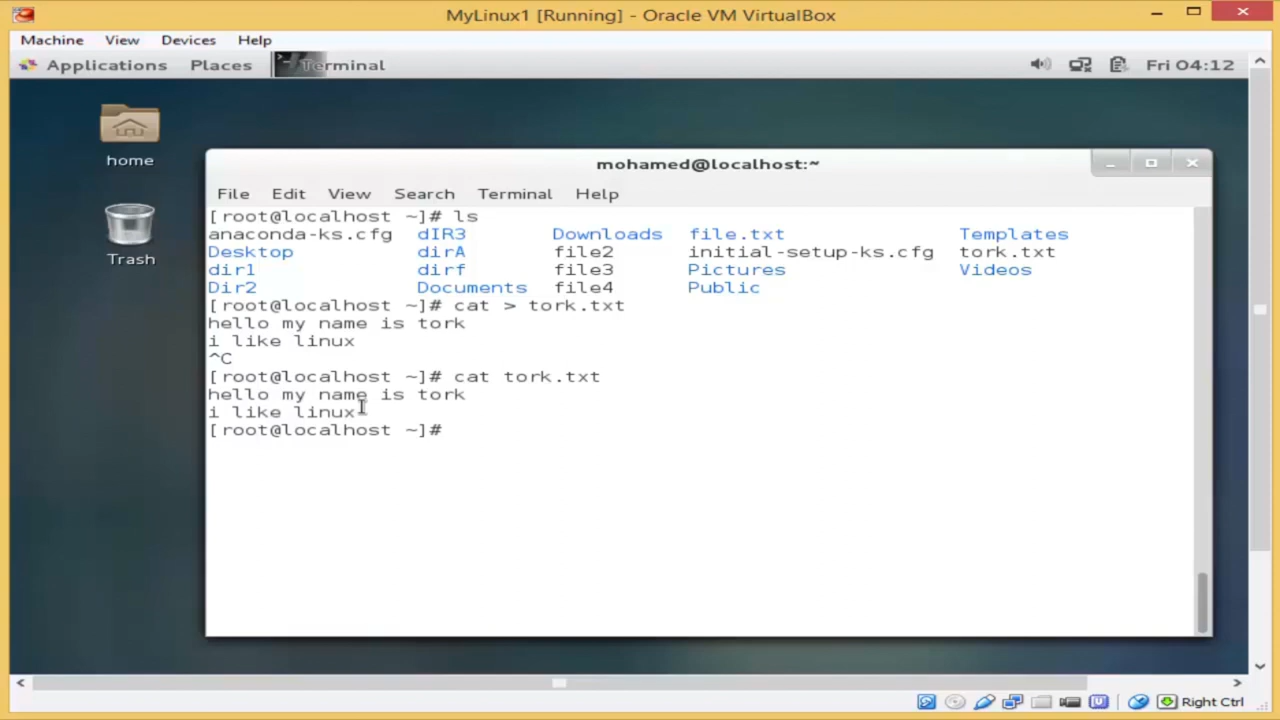 MyLinux1 [Running] - Oracle VM VirtualBox
Machine View Devices Help
Applications Places Terminal Fri 04:12
home
Trash
mohamed@localhost:~
File Edit View Search Terminal Help
[root@localhost ~]# ls
anaconda-ks.cfg dIR3 Downloads file.txt Templates
Desktop dirA file2 initial-setup-ks.cfg tork.txt
dir1 dirf file3 Pictures Videos
Dir2 Documents file4 Public
[root@localhost ~]# cat > tork.txt
hello my name is tork
i like linux
^C
[root@localhost ~]# cat tork.txt
hello my name is tork
i like linux
[root@localhost ~]#
Right Ctrl